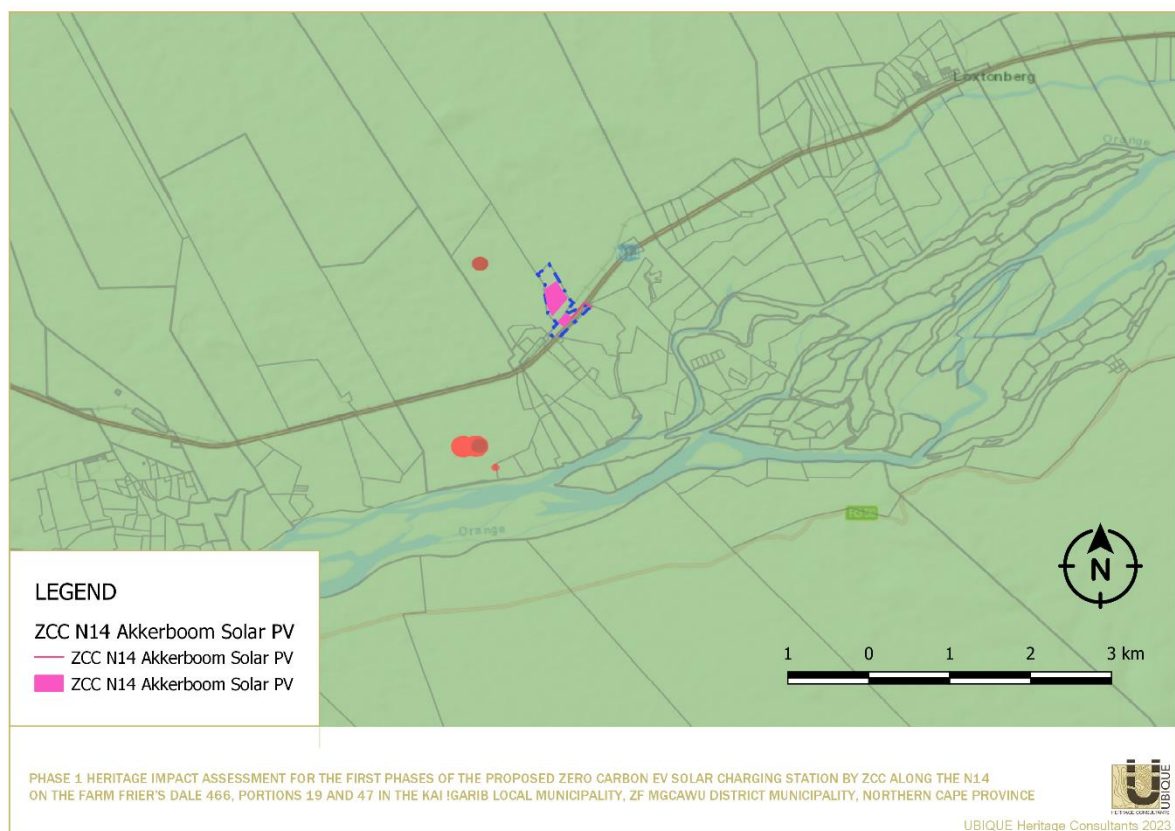 Loxtonberg
Orange
Orange
LEGEND
ZCC N14 Akkerboom Solar PV
ZCC N14 Akkerboom Solar PV
ZCC N14 Akkerboom Solar PV
N
1 0 1 2 3 km
PHASE 1 HERITAGE IMPACT ASSESSMENT FOR THE FIRST PHASES OF THE PROPOSED ZERO CARBON EV SOLAR CHARGING STATION BY ZCC ALONG THE N14
ON THE FARM FRIER'S DALE 466, PORTIONS 19 AND 47 IN THE KAI !GARIB LOCAL MUNICIPALITY, ZF MGCAWU DISTRICT MUNICIPALITY, NORTHERN CAPE PROVINCE
UBIQUE
HERITAGE CONSULTANTS
UBIQUE Heritage Consultants 2023